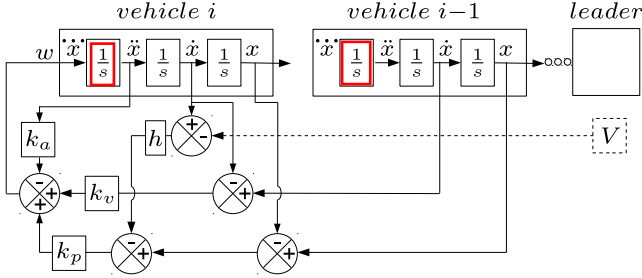 vehicle i vehicle i−1 leader
w x⃛ 1/s ẍ 1/s ẋ 1/s x x⃛ 1/s ẍ 1/s ẋ 1/s x
k_a h + - V
- + + k_v - +
k_p - + - +